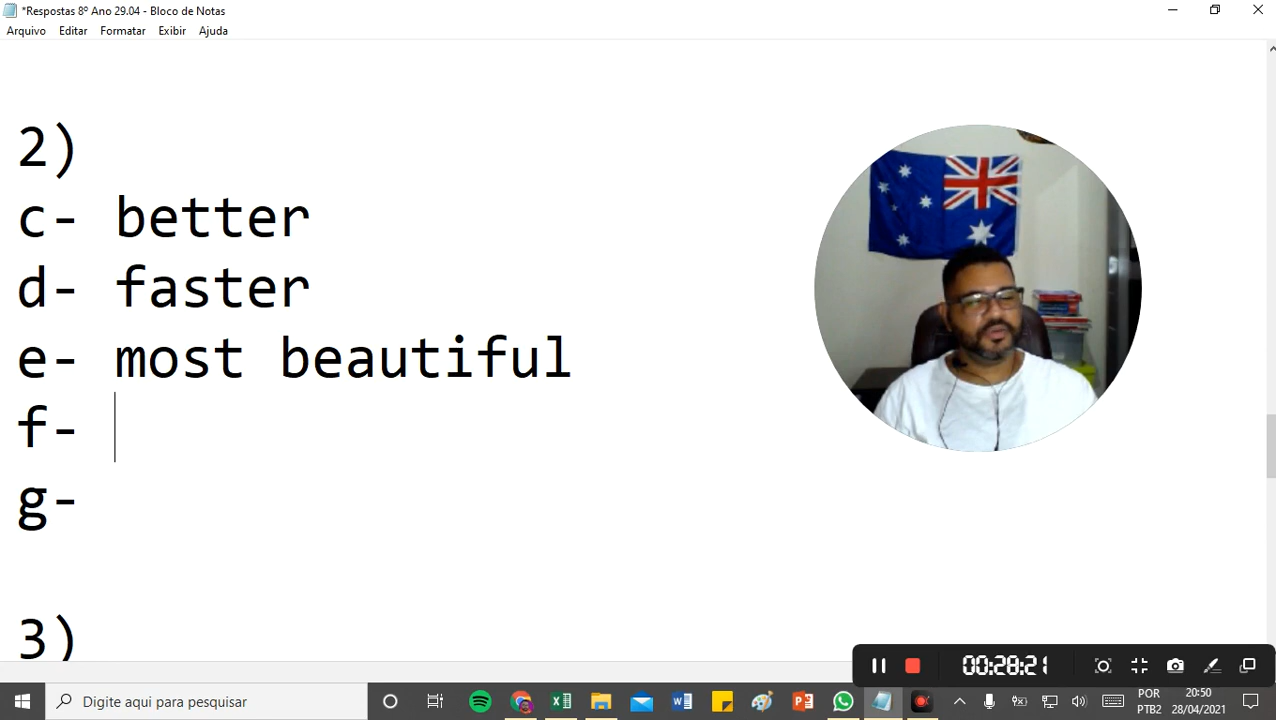 *Respostas 8º Ano 29.04 - Bloco de Notas
Arquivo Editar Formatar Exibir Ajuda
2)
c- better
d- faster
e- most beautiful
f-
g-
3)
00:28:21
Digite aqui para pesquisar
POR
PTB2
20:50
28/04/2021